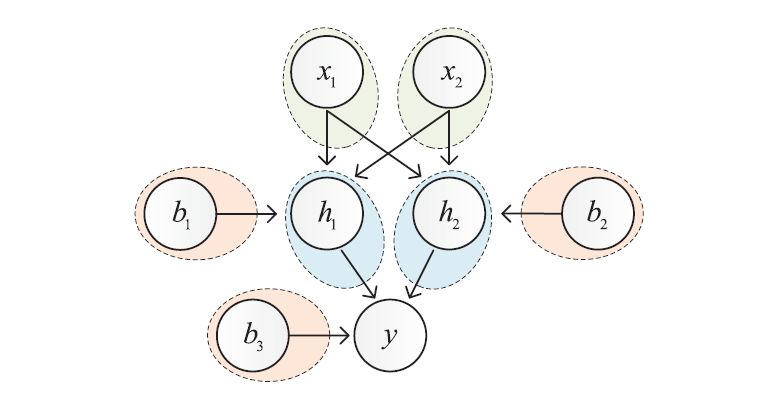 x₁ x₂
b₁ h₁ h₂ b₂
b₃ y